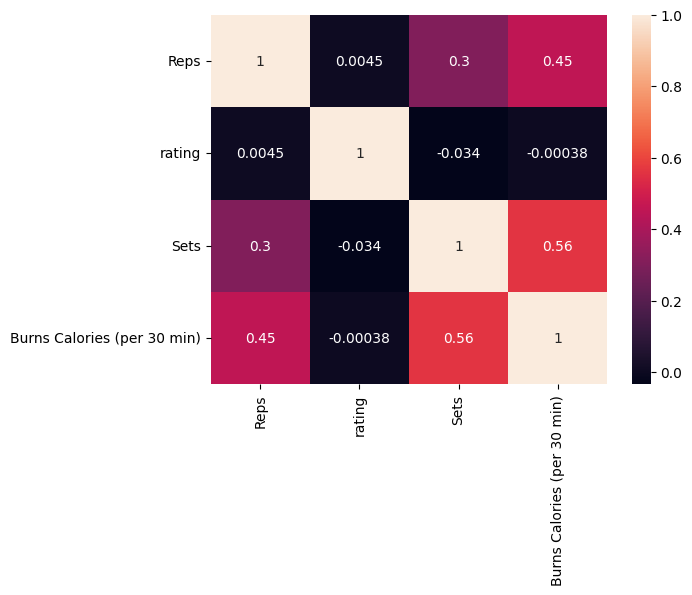 Reps 1 0.0045 0.3 0.45
rating 0.0045 1 -0.034 -0.00038
Sets 0.3 -0.034 1 0.56
Burns Calories (per 30 min) 0.45 -0.00038 0.56 1
Reps
rating
Sets
Burns Calories (per 30 min)
1.0
0.8
0.6
0.4
0.2
0.0